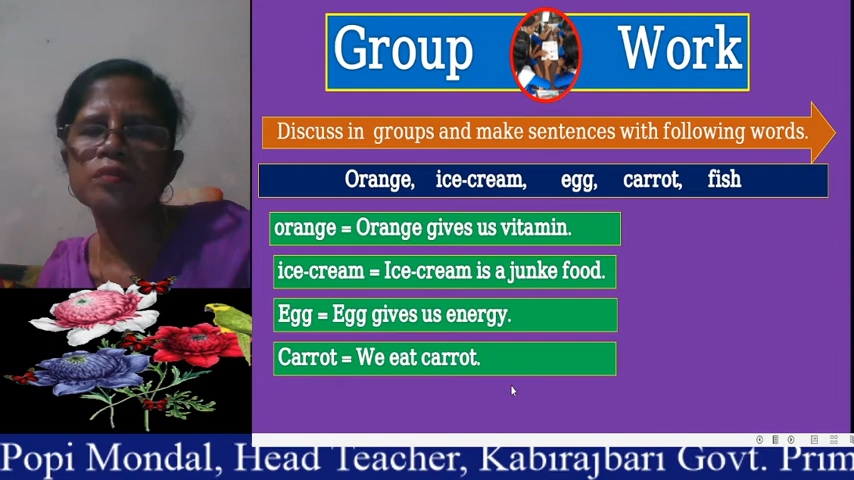 Group Work
Discuss in groups and make sentences with following words.
Orange, ice-cream, egg, carrot, fish
orange = Orange gives us vitamin.
ice-cream = Ice-cream is a junke food.
Egg = Egg gives us energy.
Carrot = We eat carrot.
Popi Mondal, Head Teacher, Kabirajbari Govt. Prim